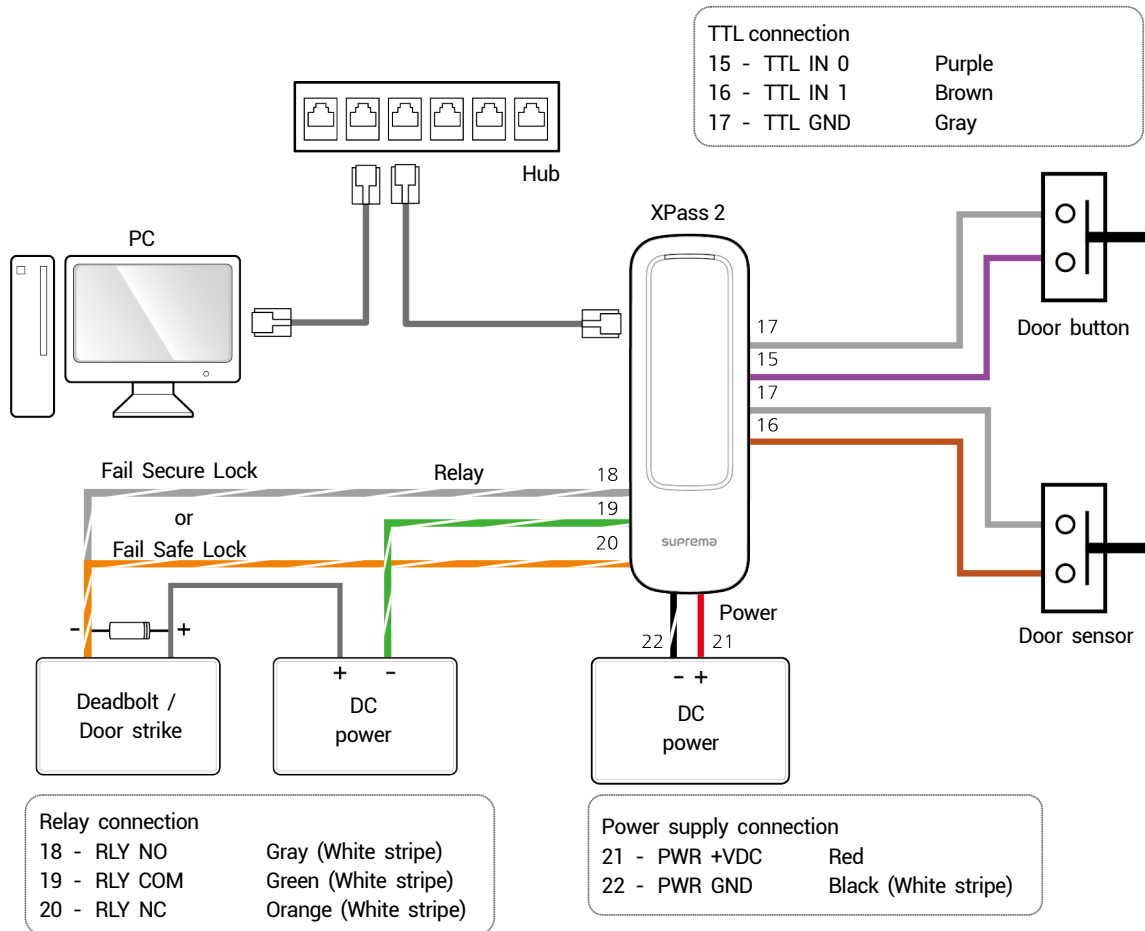 TTL connection
15 - TTL IN 0 Purple
16 - TTL IN 1 Brown
17 - TTL GND Gray
Hub
XPass 2
PC
17
15
17
16
Door button
Fail Secure Lock
Relay
18
or
19
Fail Safe Lock
20
suprema
Power
22
21
Door sensor
- +
+ -
- +
Deadbolt /
Door strike
DC
power
DC
power
Relay connection
18 - RLY NO Gray (White stripe)
19 - RLY COM Green (White stripe)
20 - RLY NC Orange (White stripe)
Power supply connection
21 - PWR +VDC Red
22 - PWR GND Black (White stripe)